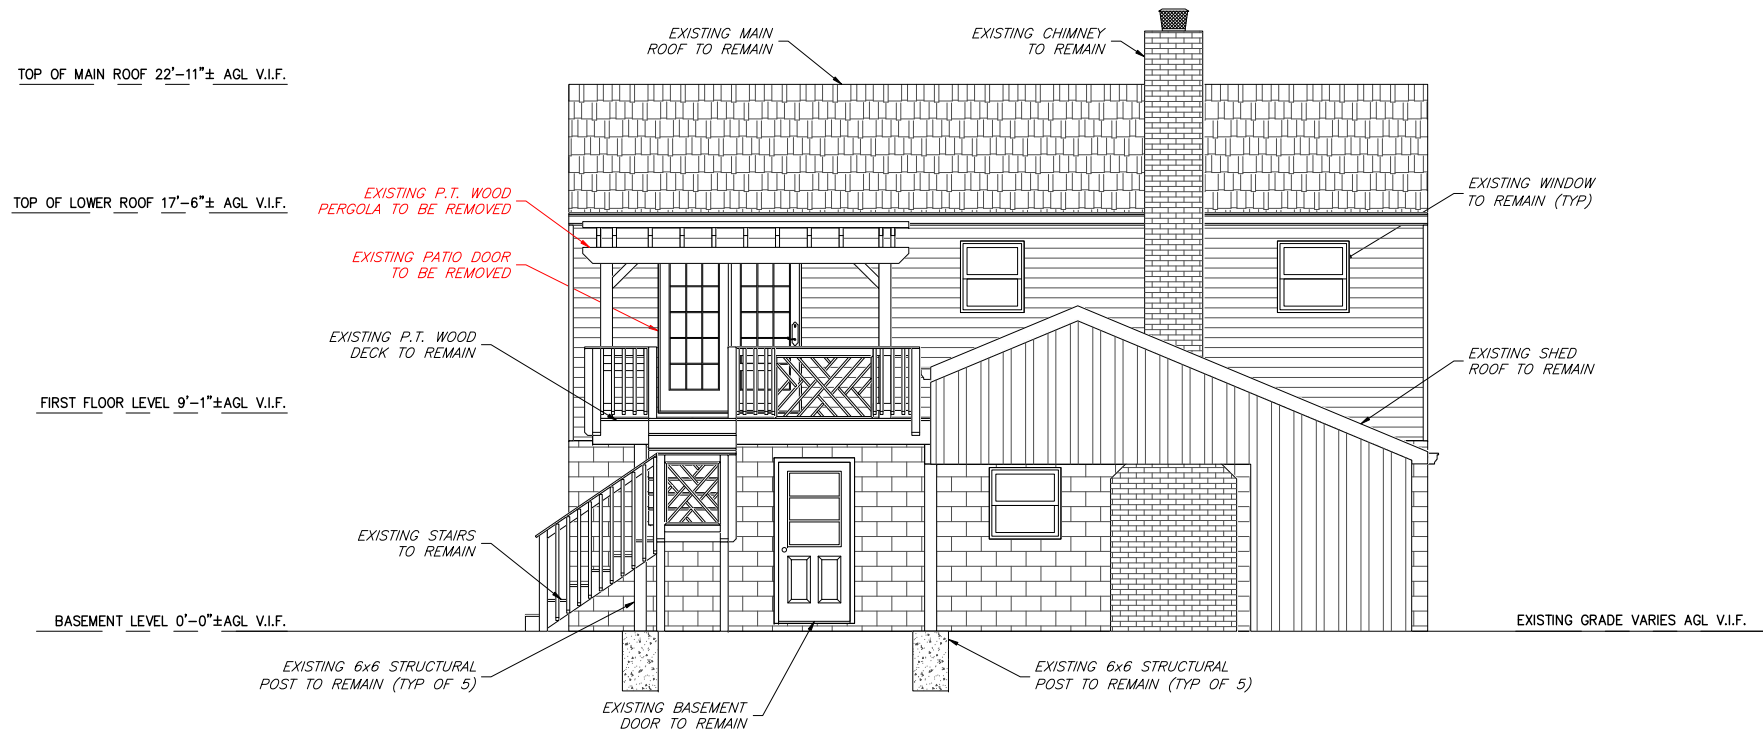 EXISTING MAIN
ROOF TO REMAIN
EXISTING CHIMNEY
TO REMAIN
TOP OF MAIN ROOF 22'-11"± AGL V.I.F.
EXISTING P.T. WOOD
PERGOLA TO BE REMOVED
EXISTING WINDOW
TO REMAIN (TYP)
TOP OF LOWER ROOF 17'-6"± AGL V.I.F.
EXISTING PATIO DOOR
TO BE REMOVED
EXISTING P.T. WOOD
DECK TO REMAIN
EXISTING SHED
ROOF TO REMAIN
FIRST FLOOR LEVEL 9'-1"±AGL V.I.F.
EXISTING STAIRS
TO REMAIN
BASEMENT LEVEL 0'-0"±AGL V.I.F.
EXISTING GRADE VARIES AGL V.I.F.
EXISTING 6x6 STRUCTURAL
POST TO REMAIN (TYP OF 5)
EXISTING 6x6 STRUCTURAL
POST TO REMAIN (TYP OF 5)
EXISTING BASEMENT
DOOR TO REMAIN